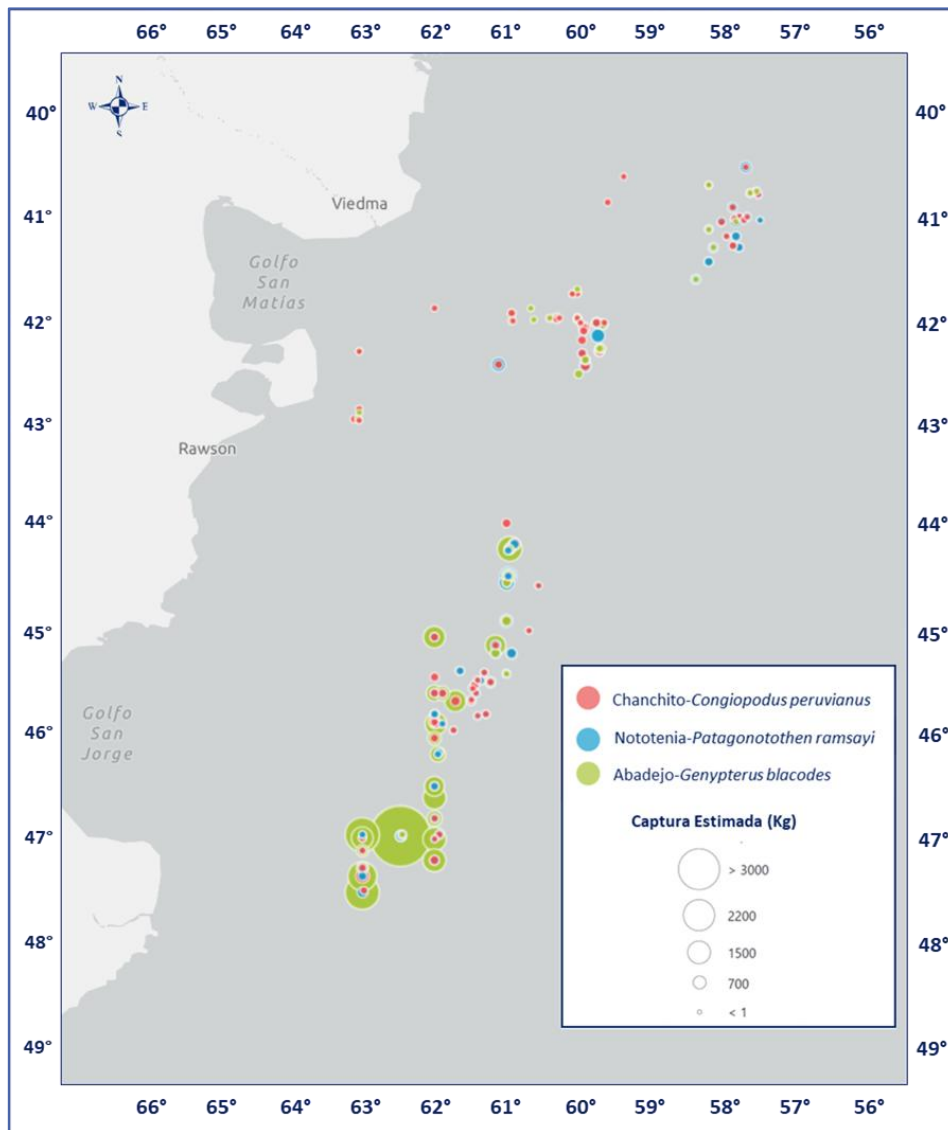 66° 65° 64° 63° 62° 61° 60° 59° 58° 57° 56°
N
W E
S
40° 40°
Viedma
41° 41°
Golfo
San
Matías
42° 42°
43° 43°
Rawson
44° 44°
45° 45°
Chanchito-Congiopodus peruvianus
Golfo
San
Jorge
Nototenia-Patagonotothen ramsayi
46° 46°
Abadejo-Genypterus blacodes
Captura Estimada (Kg)
47° 47°
> 3000
2200
1500
48° 48°
700
< 1
49° 49°
66° 65° 64° 63° 62° 61° 60° 59° 58° 57° 56°